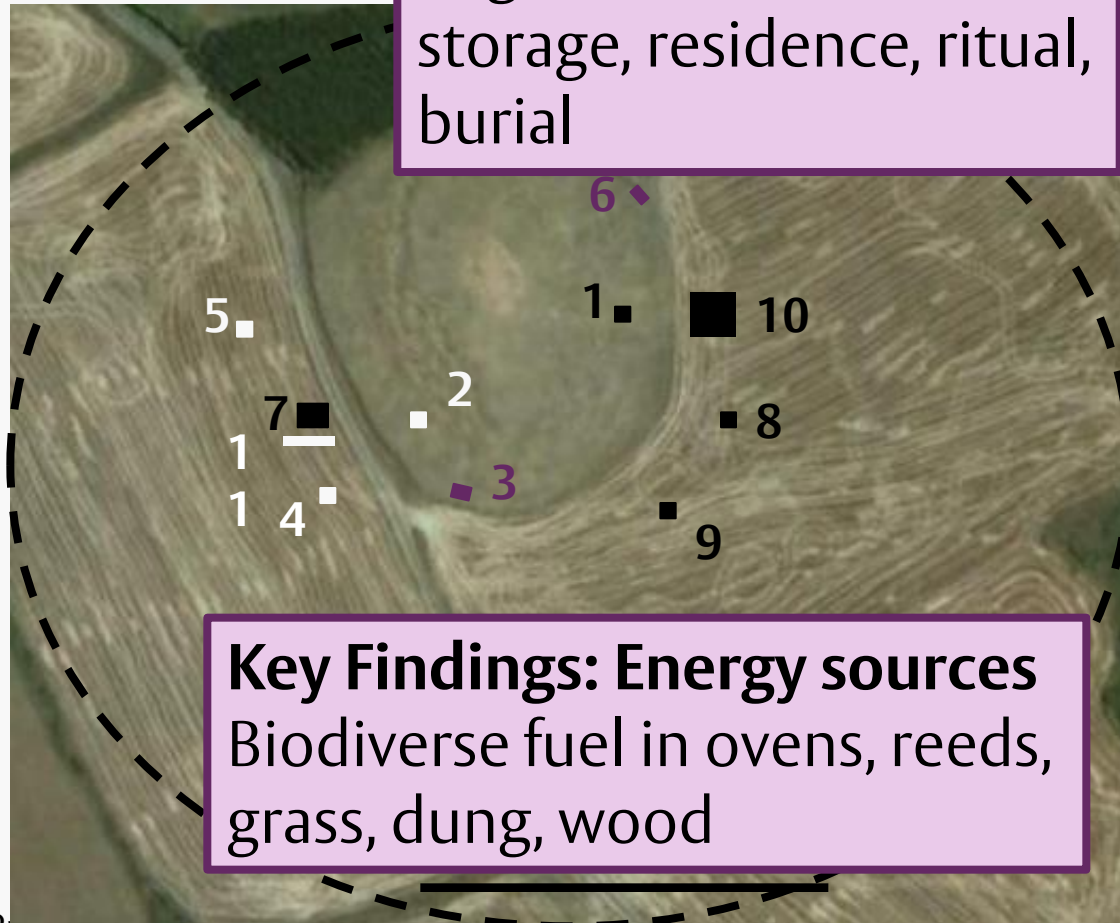 storage, residence, ritual,
burial
6
5
1
10
2
7
8
1
3
1
4
9
Key Findings: Energy sources
Biodiverse fuel in ovens, reeds,
grass, dung, wood